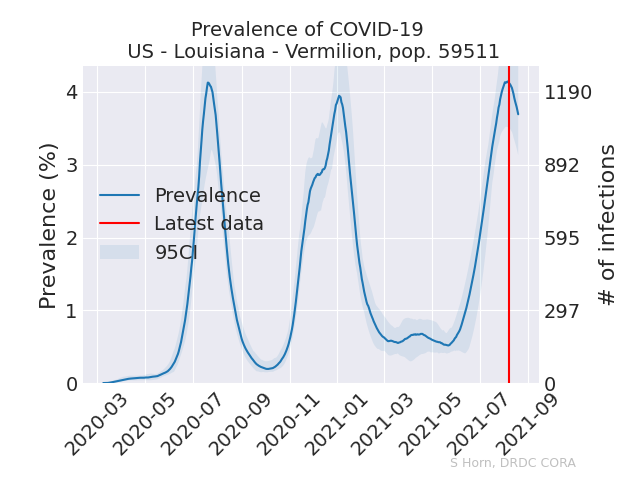 Prevalence of COVID-19
US - Louisiana - Vermilion, pop. 59511
Prevalence (%)
4
3
2
1
0
1190
892
595
297
0
# of infections
Prevalence
Latest data
95CI
2020-03
2020-05
2020-07
2020-09
2020-11
2021-01
2021-03
2021-05
2021-07
2021-09
S Horn, DRDC CORA